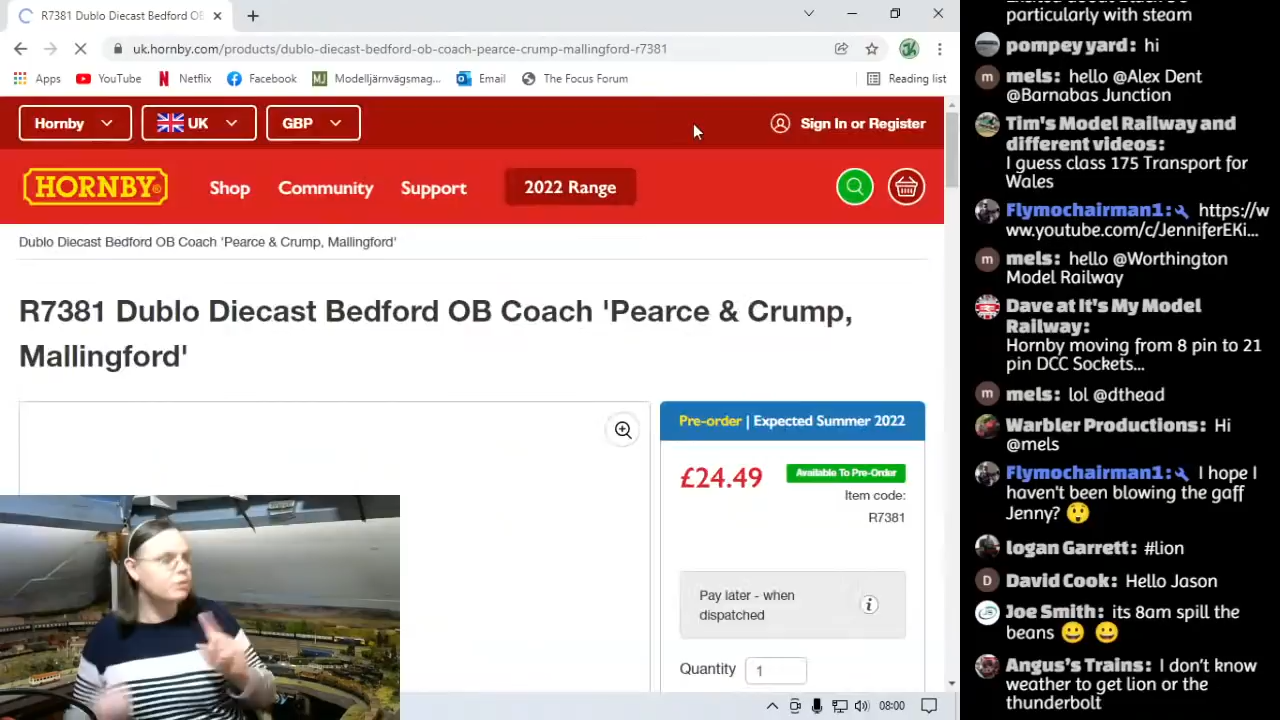 R7381 Dublo Diecast Bedford OB
uk.hornby.com/products/dublo-diecast-bedford-ob-coach-pearce-crump-mallingford-r7381
Apps YouTube Netflix Facebook Modelljärnvägsmag... Email The Focus Forum Reading list
Hornby UK GBP Sign In or Register
HORNBY Shop Community Support 2022 Range
Dublo Diecast Bedford OB Coach 'Pearce & Crump, Mallingford'
R7381 Dublo Diecast Bedford OB Coach 'Pearce & Crump,
Mallingford'
Pre-order | Expected Summer 2022
£24.49 Available To Pre-Order
Item code:
R7381
Pay later - when
dispatched
Quantity 1
08:00
particularly with steam
pompey yard: hi
mels: hello @Alex Dent
@Barnabas Junction
Tim's Model Railway and
different videos:
I guess class 175 Transport for
Wales
Flymochairman1: https://w
ww.youtube.com/c/JenniferEKi...
mels: hello @Worthington
Model Railway
Dave at It's My Model
Railway:
Hornby moving from 8 pin to 21
pin DCC Sockets...
mels: lol @dthead
Warbler Productions: Hi
@mels
Flymochairman1: I hope I
haven't been blowing the gaff
Jenny? 😲
logan Garrett: #lion
David Cook: Hello Jason
Joe Smith: its 8am spill the
beans 😀 😀
Angus's Trains: I don't know
weather to get lion or the
thunderbolt